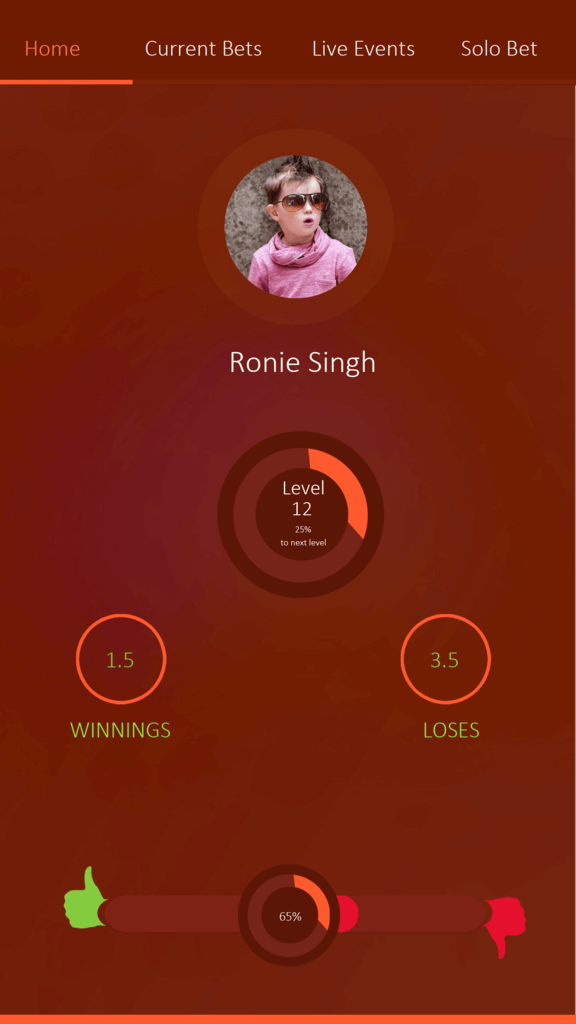 Home Current Bets Live Events Solo Bet
Ronie Singh
Level
12
25%
to next level
1.5 3.5
WINNINGS LOSES
65%